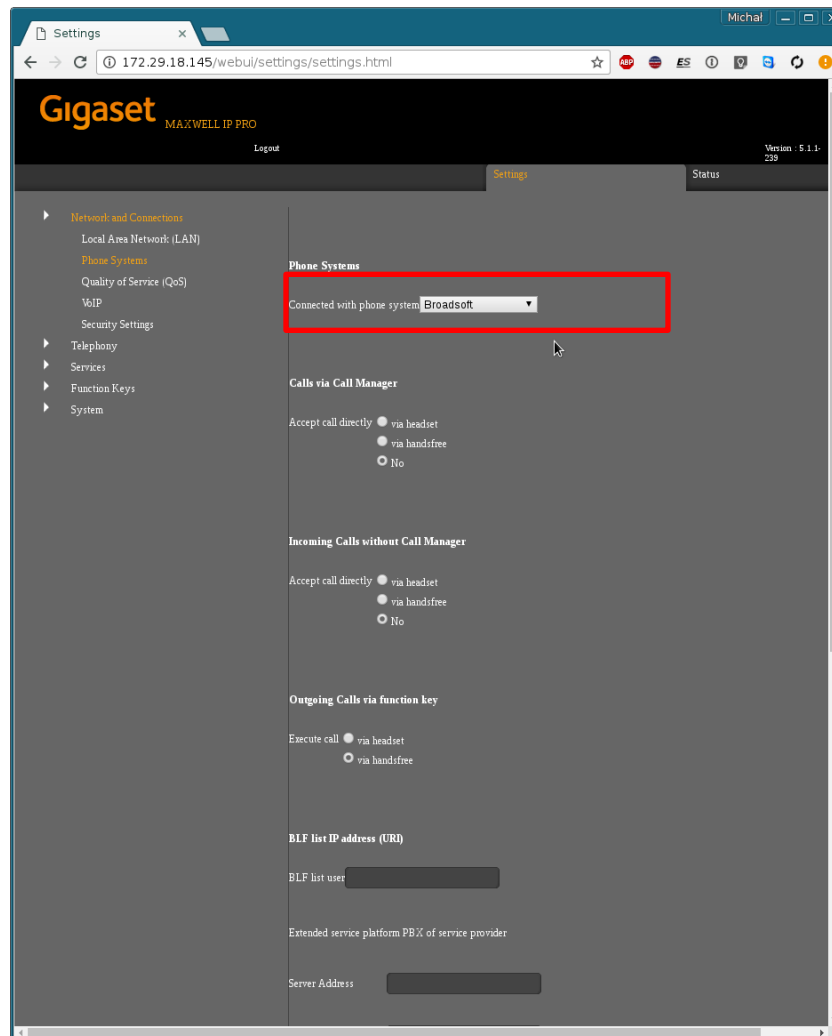 Michał
Settings
172.29.18.145/webui/settings/settings.html
ABP
ES
Gigaset MAXWELL IP PRO
Logout
Version : 5.1.1-
239
Settings
Status
Network and Connections
Local Area Network (LAN)
Phone Systems
Quality of Service (QoS)
VoIP
Security Settings
Telephony
Services
Function Keys
System
Phone Systems
Connected with phone system Broadsoft
Calls via Call Manager
Accept call directly via headset
via handsfree
No
Incoming Calls without Call Manager
Accept call directly via headset
via handsfree
No
Outgoing Calls via function key
Execute call via headset
via handsfree
BLF list IP address (URI)
BLF list user
Extended service platform PBX of service provider
Server Address